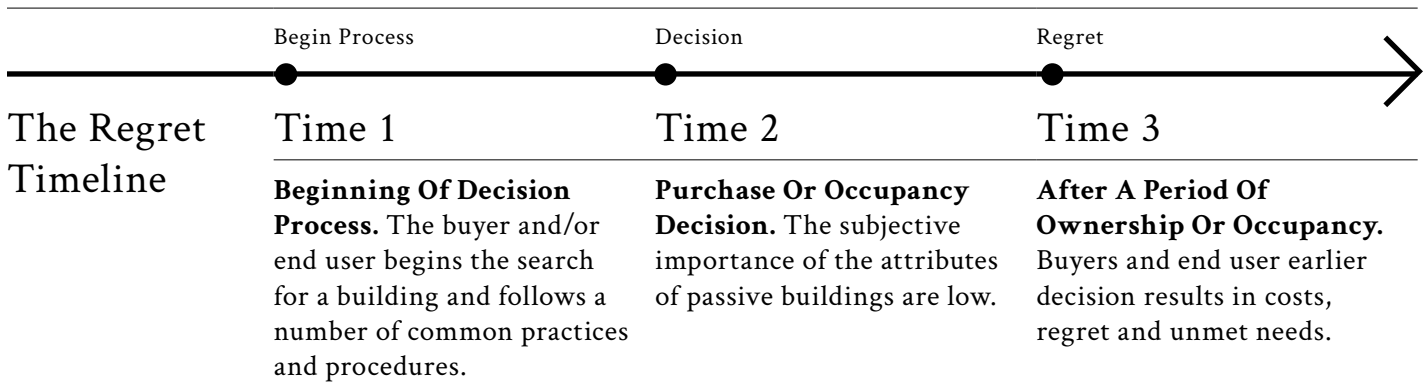 Begin Process
Decision
Regret
The Regret
Timeline
Time 1
Beginning Of Decision
Process. The buyer and/or
end user begins the search
for a building and follows a
number of common practices
and procedures.
Time 2
Purchase Or Occupancy
Decision. The subjective
importance of the attributes
of passive buildings are low.
Time 3
After A Period Of
Ownership Or Occupancy.
Buyers and end user earlier
decision results in costs,
regret and unmet needs.